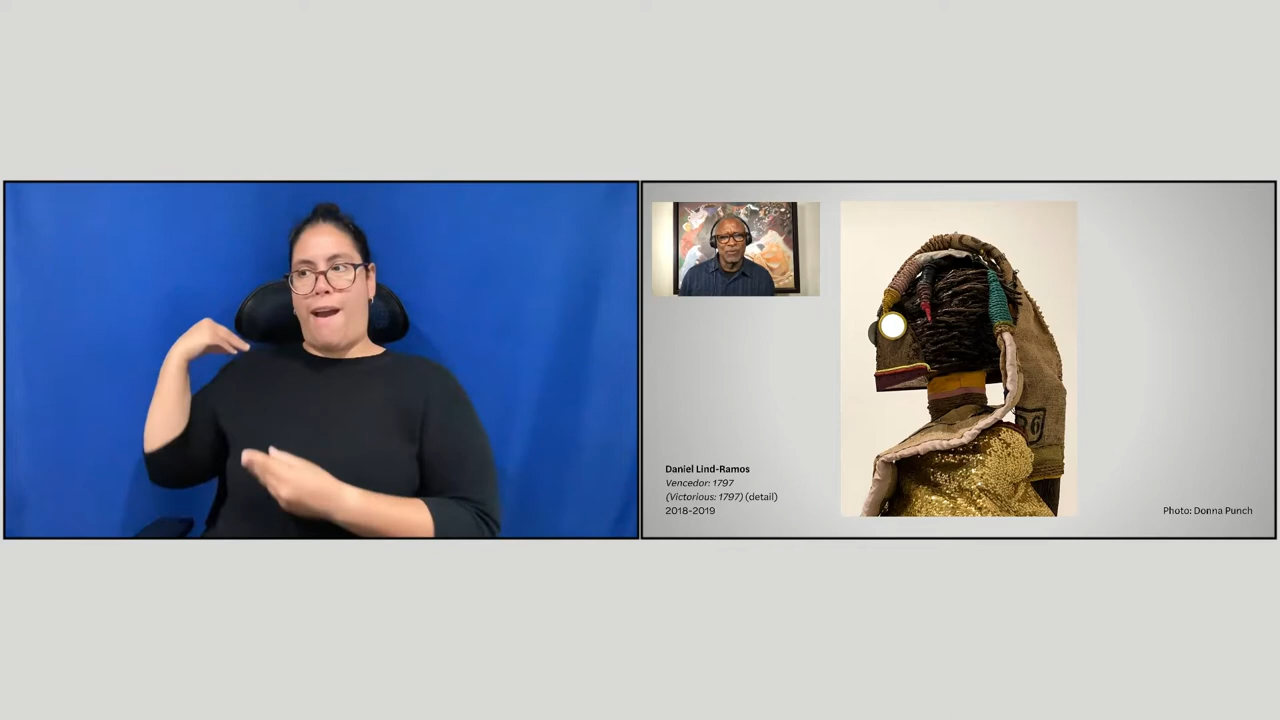 Daniel Lind-Ramos
Vencedor: 1797
(Victorious: 1797) (detail)
2018-2019
Photo: Donna Punch